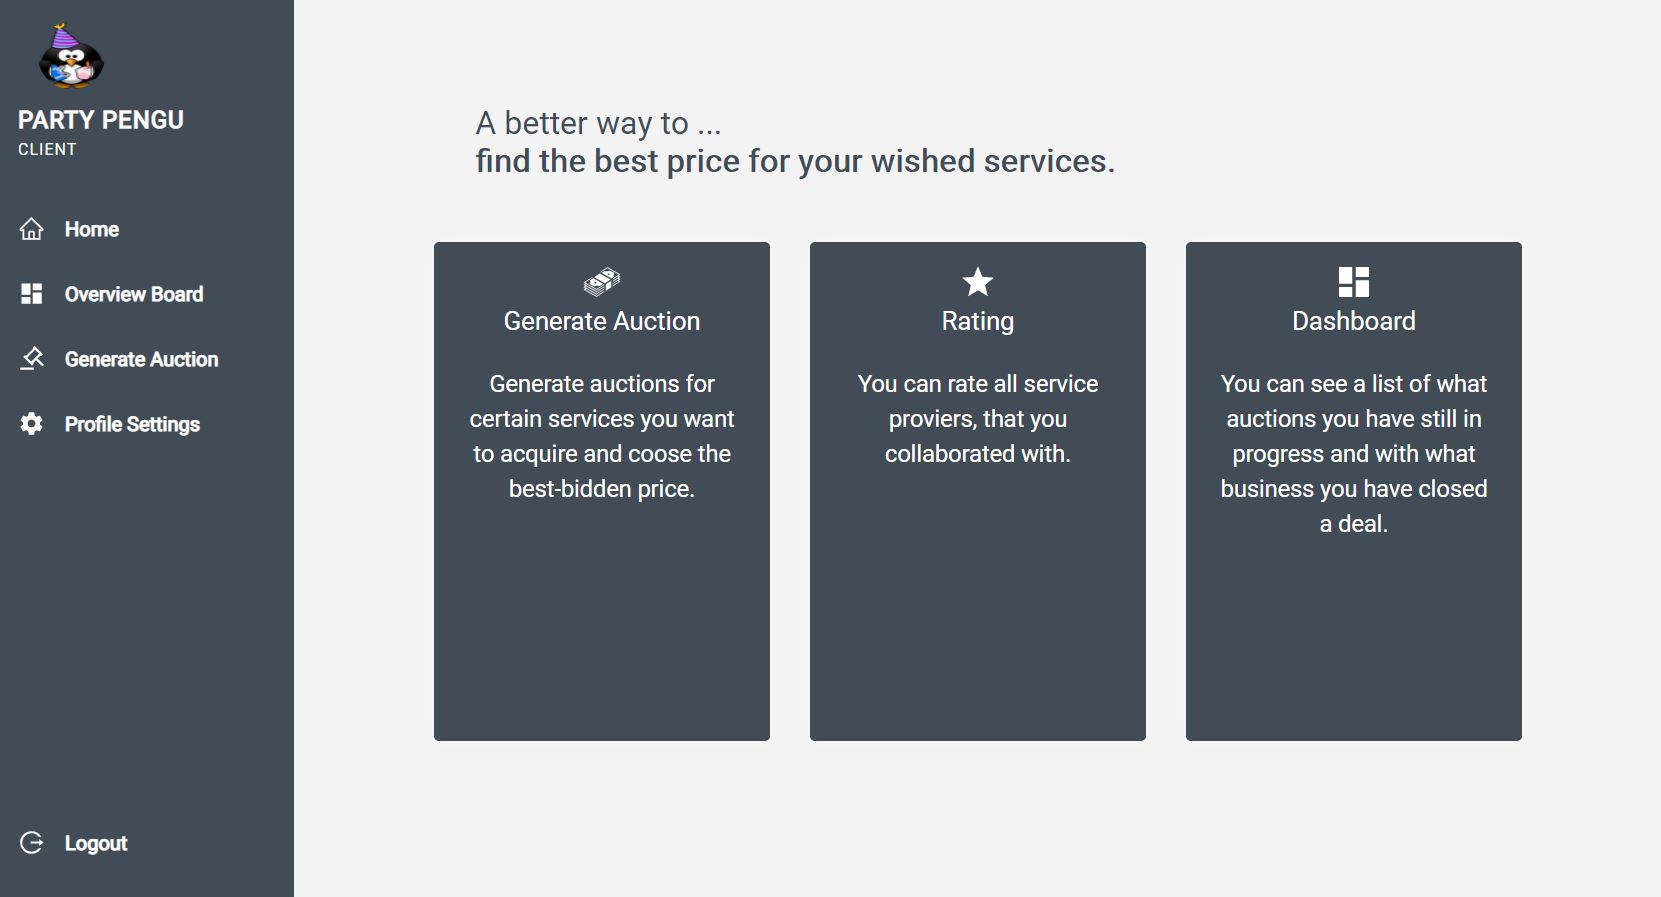 PARTY PENGU
CLIENT
Home
Overview Board
Generate Auction
Profile Settings
Logout
A better way to ...
find the best price for your wished services.
Generate Auction
Generate auctions for
certain services you want
to acquire and coose the
best-bidden price.
Rating
You can rate all service
proviers, that you
collaborated with.
Dashboard
You can see a list of what
auctions you have still in
progress and with what
business you have closed
a deal.